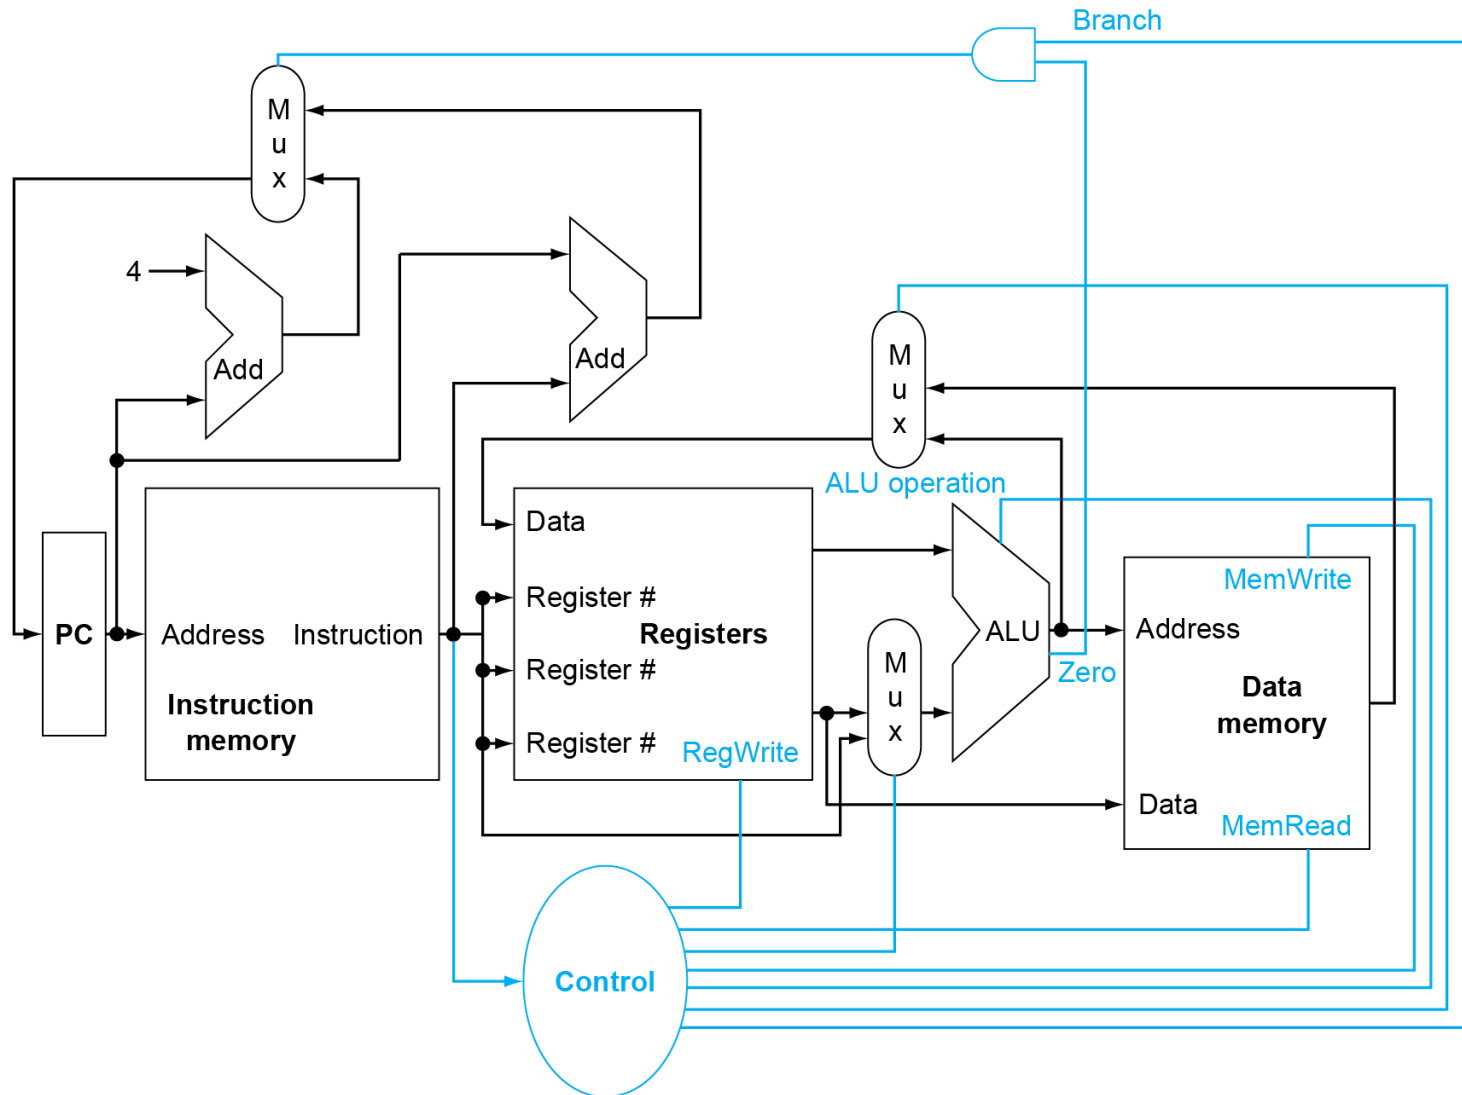 Branch
M
u
x
4
Add
Add
M
u
x
ALU operation
Data
Register #
Registers
Register #
Register #
RegWrite
PC
Address
Instruction
Instruction
memory
M
u
x
ALU
Zero
MemWrite
Address
Data
memory
Data
MemRead
Control